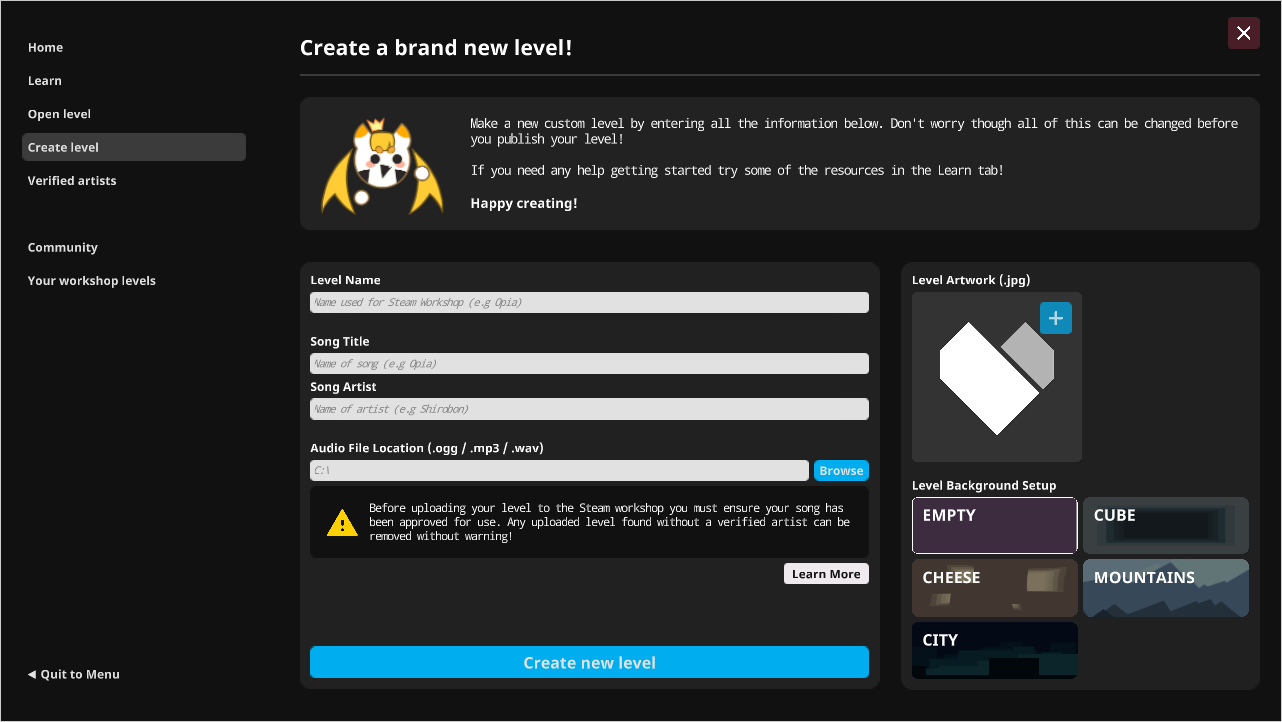 Home
Learn
Open level
Create level
Verified artists
Community
Your workshop levels
◀ Quit to Menu
Create a brand new level!
Make a new custom level by entering all the information below. Don't worry though all of this can be changed before
you publish your level!
If you need any help getting started try some of the resources in the Learn tab!
Happy creating!
Level Name
Name used for Steam Workshop (e.g Opia)
Song Title
Name of song (e.g Opia)
Song Artist
Name of artist (e.g Shirobon)
Audio File Location (.ogg / .mp3 / .wav)
C:\
Browse
Before uploading your level to the Steam workshop you must ensure your song has
been approved for use. Any uploaded level found without a verified artist can be
removed without warning!
Learn More
Create new level
Level Artwork (.jpg)
Level Background Setup
EMPTY
CUBE
CHEESE
MOUNTAINS
CITY